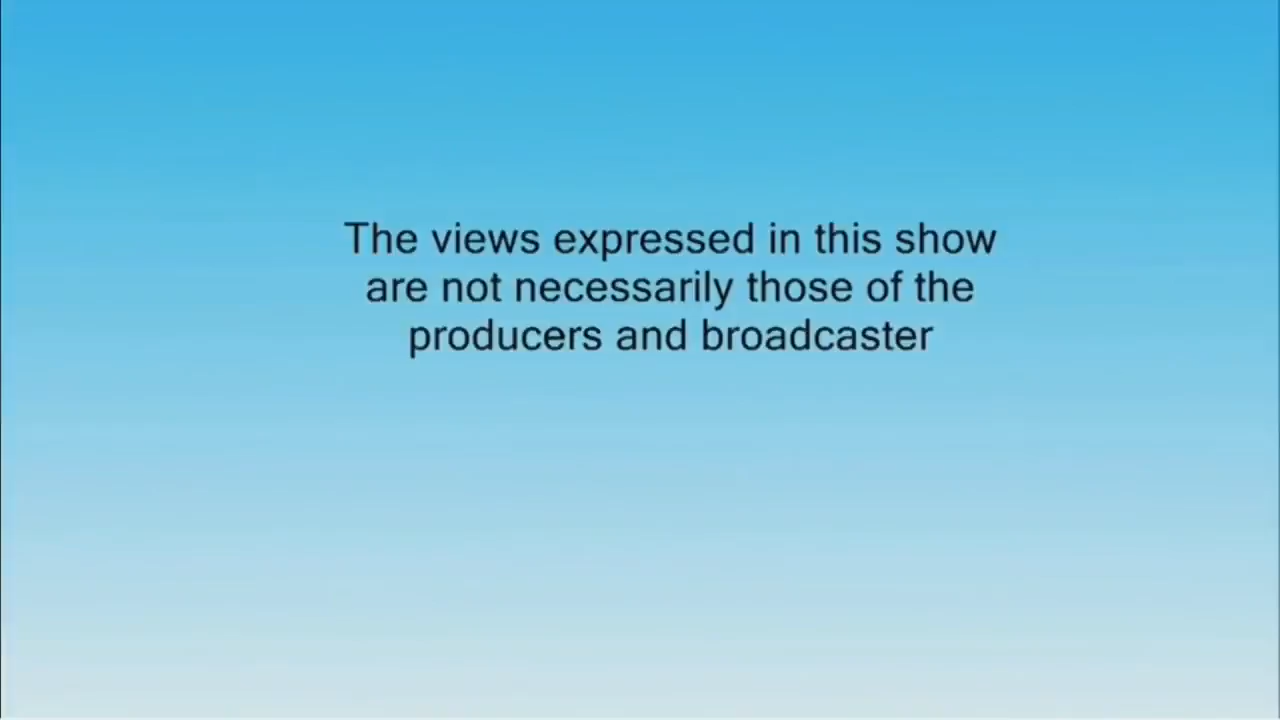 The views expressed in this show
are not necessarily those of the
producers and broadcaster